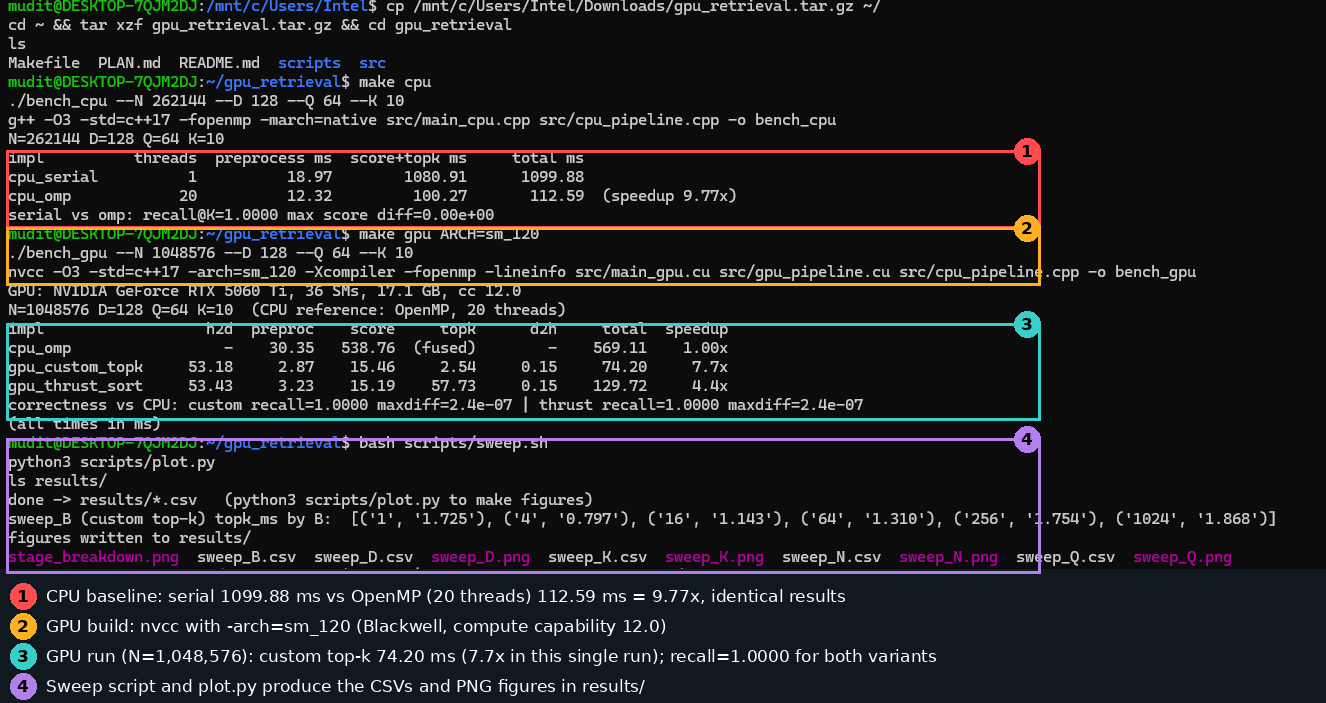 mudit@DESKTOP-7QJM2DJ:/mnt/c/Users/Intel$ cp /mnt/c/Users/Intel/Downloads/gpu_retrieval.tar.gz ~/
cd ~ && tar xzf gpu_retrieval.tar.gz && cd gpu_retrieval
ls
Makefile  PLAN.md  README.md  scripts  src
mudit@DESKTOP-7QJM2DJ:~/gpu_retrieval$ make cpu
./bench_cpu --N 262144 --D 128 --Q 64 --K 10
g++ -O3 -std=c++17 -fopenmp -march=native src/main_cpu.cpp src/cpu_pipeline.cpp -o bench_cpu
N=262144 D=128 Q=64 K=10
impl          threads  preprocess ms  score+topk ms     total ms
1
cpu_serial          1          18.97        1080.91      1099.88
cpu_omp            20          12.32         100.27       112.59  (speedup 9.77x)
serial vs omp: recall@K=1.0000 max score diff=0.00e+00
mudit@DESKTOP-7QJM2DJ:~/gpu_retrieval$ make gpu ARCH=sm_120
2
./bench_gpu --N 1048576 --D 128 --Q 64 --K 10
nvcc -O3 -std=c++17 -arch=sm_120 -Xcompiler -fopenmp -lineinfo src/main_gpu.cu src/gpu_pipeline.cu src/cpu_pipeline.cpp -o bench_gpu
GPU: NVIDIA GeForce RTX 5060 Ti, 36 SMs, 17.1 GB, cc 12.0
N=1048576 D=128 Q=64 K=10  (CPU reference: OpenMP, 20 threads)
impl                  h2d  preproc    score     topk      d2h     total  speedup
3
cpu_omp                 -    30.35   538.76  (fused)        -    569.11    1.00x
gpu_custom_topk     53.18     2.87    15.46     2.54     0.15     74.20     7.7x
gpu_thrust_sort     53.43     3.23    15.19    57.73     0.15    129.72     4.4x
correctness vs CPU: custom recall=1.0000 maxdiff=2.4e-07 | thrust recall=1.0000 maxdiff=2.4e-07
(all times in ms)
mudit@DESKTOP-7QJM2DJ:~/gpu_retrieval$ bash scripts/sweep.sh
4
python3 scripts/plot.py
ls results/
done -> results/*.csv   (python3 scripts/plot.py to make figures)
sweep_B (custom top-k) topk_ms by B:  [('1', '1.725'), ('4', '0.797'), ('16', '1.143'), ('64', '1.310'), ('256', '1.754'), ('1024', '1.868')]
figures written to results/
stage_breakdown.png  sweep_B.csv  sweep_D.csv  sweep_D.png  sweep_K.csv  sweep_K.png  sweep_N.csv  sweep_N.png  sweep_Q.csv  sweep_Q.png
1 CPU baseline: serial 1099.88 ms vs OpenMP (20 threads) 112.59 ms = 9.77x, identical results
2 GPU build: nvcc with -arch=sm_120 (Blackwell, compute capability 12.0)
3 GPU run (N=1,048,576): custom top-k 74.20 ms (7.7x in this single run); recall=1.0000 for both variants
4 Sweep script and plot.py produce the CSVs and PNG figures in results/